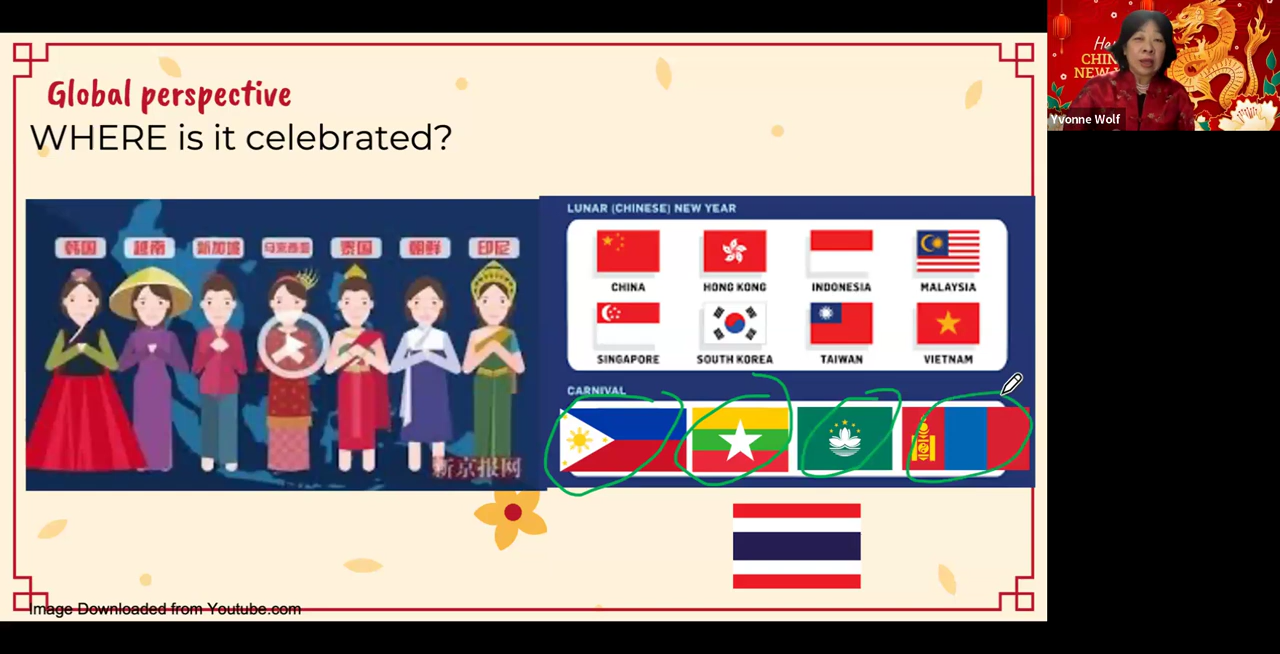 Global perspective
WHERE is it celebrated?
韩国 越南 新加坡 马来西亚 泰国 朝鲜 印尼
新京报网
LUNAR (CHINESE) NEW YEAR
CHINA HONG KONG INDONESIA MALAYSIA
SINGAPORE SOUTH KOREA TAIWAN VIETNAM
CARNIVAL
Image Downloaded from Youtube.com
CHIN
NEW
Yvonne Wolf